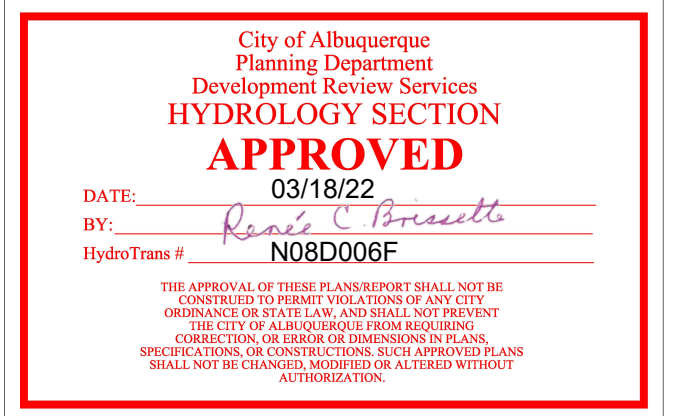 City of Albuquerque
Planning Department
Development Review Services
HYDROLOGY SECTION
APPROVED
DATE: 03/18/22
BY: Renée C. Brissette
HydroTrans # N08D006F
THE APPROVAL OF THESE PLANS/REPORT SHALL NOT BE
CONSTRUED TO PERMIT VIOLATIONS OF ANY CITY
ORDINANCE OR STATE LAW, AND SHALL NOT PREVENT
THE CITY OF ALBUQUERQUE FROM REQUIRING
CORRECTION, OR ERROR OR DIMENSIONS IN PLANS,
SPECIFICATIONS, OR CONSTRUCTIONS. SUCH APPROVED PLANS
SHALL NOT BE CHANGED, MODIFIED OR ALTERED WITHOUT
AUTHORIZATION.